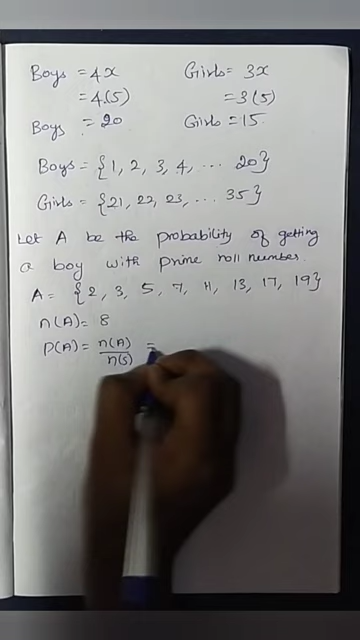 Boys = 4x Girls = 3x
= 4(5) = 3(5)
Boys = 20 Girls = 15
Boys = {1, 2, 3, 4, ... 20}
Girls = {21, 22, 23, ... 35}
Let A be the probability of getting
a boy with prime roll number.
A = {2, 3, 5, 7, 11, 13, 17, 19}
n(A) = 8
P(A) = n(A)/n(S) =